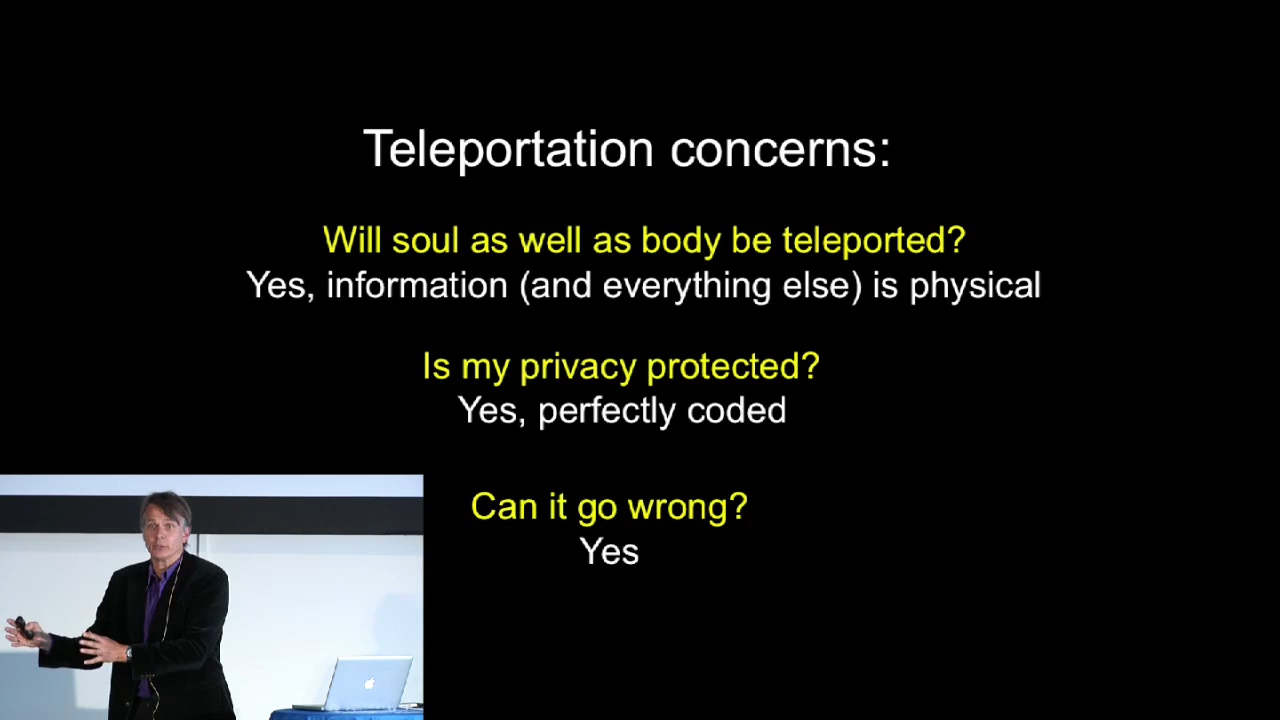 Teleportation concerns:
Will soul as well as body be teleported?
Yes, information (and everything else) is physical
Is my privacy protected?
Yes, perfectly coded
Can it go wrong?
Yes